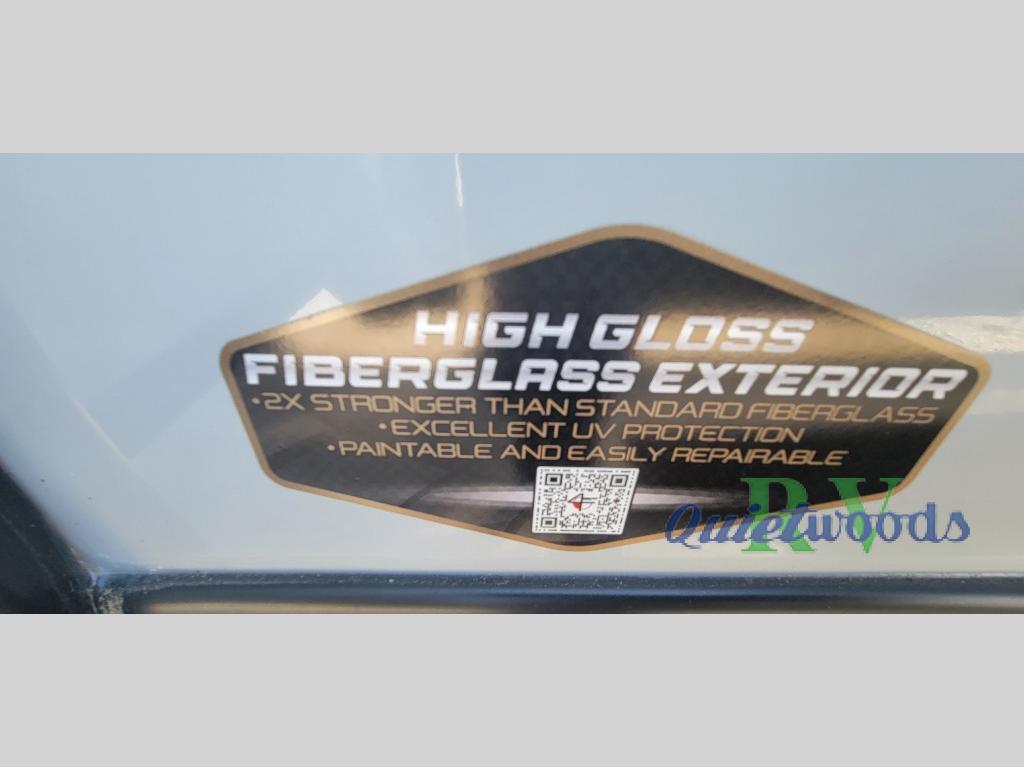 HIGH GLOSS
FIBERGLASS EXTERIOR
•2X STRONGER THAN STANDARD FIBERGLASS
•EXCELLENT UV PROTECTION
•PAINTABLE AND EASILY REPAIRABLE
Quietwoods RV